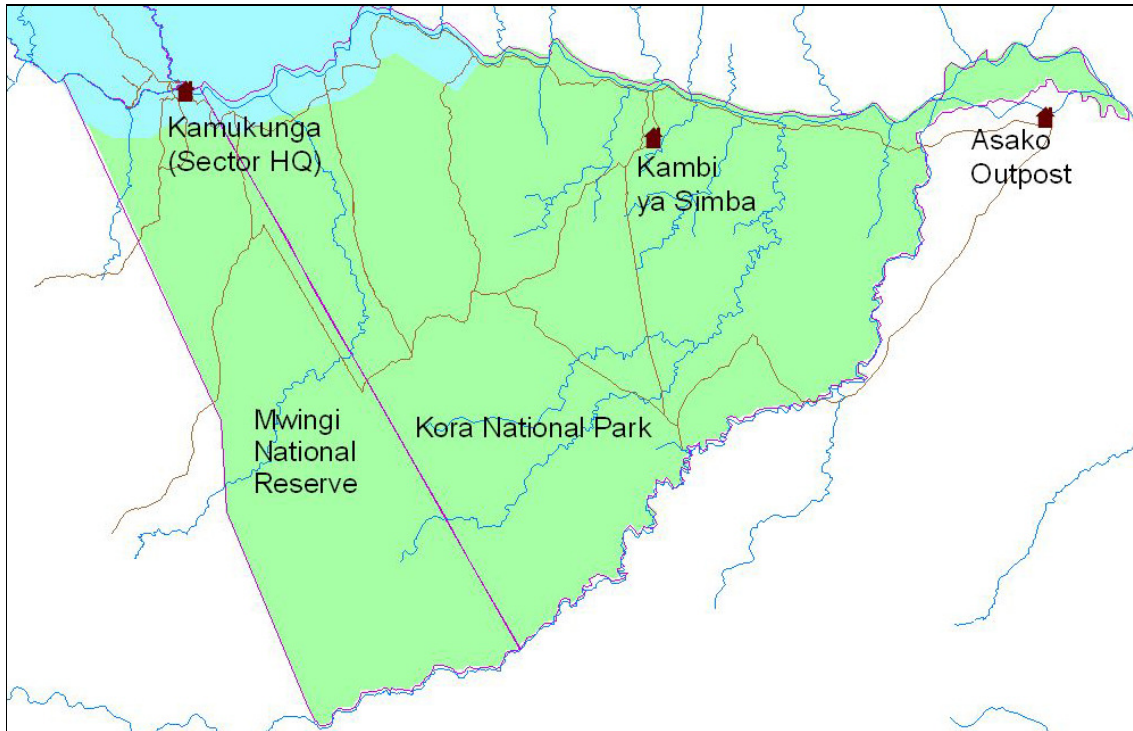 Kamukunga
(Sector HQ)
Kambi
ya Simba
Asako
Outpost
Mwingi
National
Reserve
Kora National Park